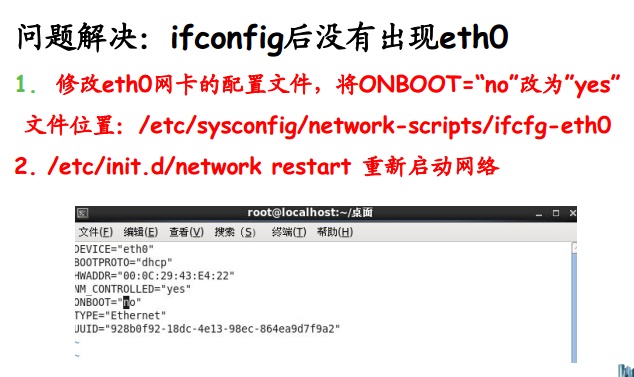 问题解决：ifconfig后没有出现eth0
1. 修改eth0网卡的配置文件，将ONBOOT=“no”改为”yes”
文件位置：/etc/sysconfig/network-scripts/ifcfg-eth0
2. /etc/init.d/network restart 重新启动网络
root@localhost:~/桌面
文件(F) 编辑(E) 查看(V) 搜索（S） 终端(T) 帮助(H)
DEVICE="eth0"
BOOTPROTO="dhcp"
HWADDR="00:0C:29:43:E4:22"
NM_CONTROLLED="yes"
ONBOOT="no"
TYPE="Ethernet"
UUID="928b0f92-18dc-4e13-98ec-864ea9d7f9a2"
~
~